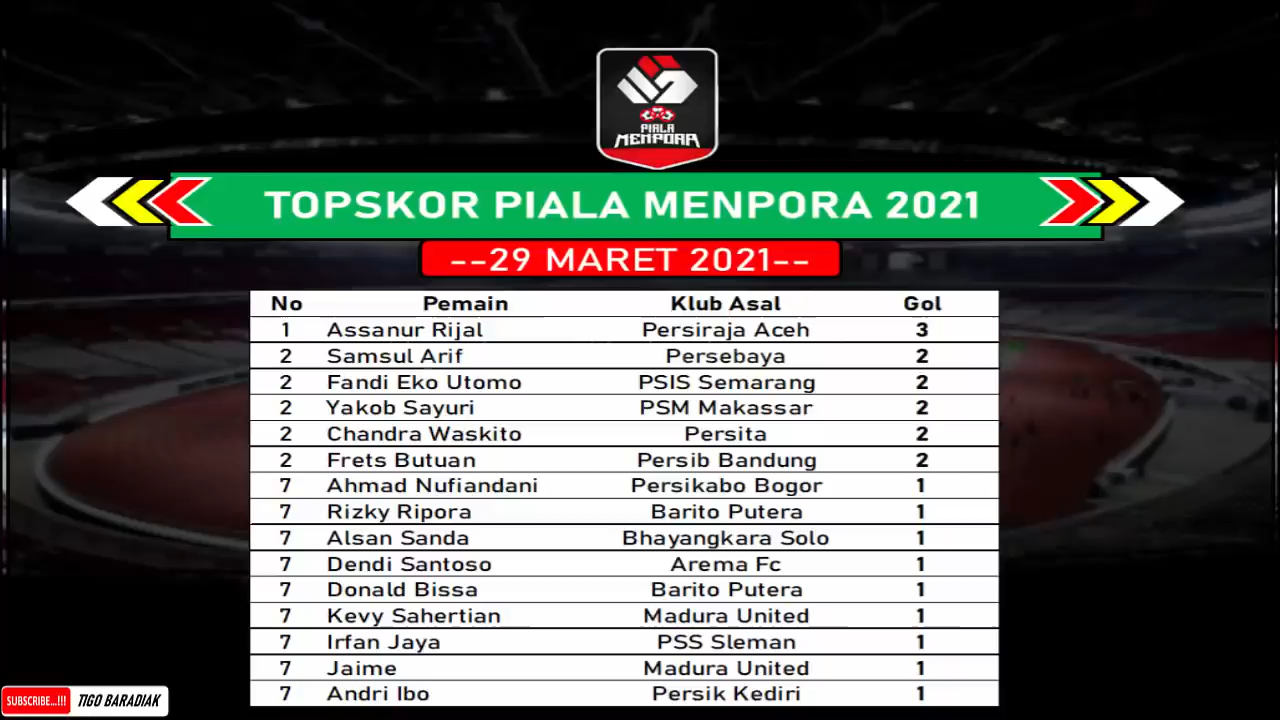 PIALA
MENPORA
TOPSKOR PIALA MENPORA 2021
--29 MARET 2021--
No Pemain Klub Asal Gol
1 Assanur Rijal Persiraja Aceh 3
2 Samsul Arif Persebaya 2
2 Fandi Eko Utomo PSIS Semarang 2
2 Yakob Sayuri PSM Makassar 2
2 Chandra Waskito Persita 2
2 Frets Butuan Persib Bandung 2
7 Ahmad Nufiandani Persikabo Bogor 1
7 Rizky Ripora Barito Putera 1
7 Alsan Sanda Bhayangkara Solo 1
7 Dendi Santoso Arema Fc 1
7 Donald Bissa Barito Putera 1
7 Kevy Sahertian Madura United 1
7 Irfan Jaya PSS Sleman 1
7 Jaime Madura United 1
7 Andri Ibo Persik Kediri 1
SUBSCRIBE...!!! TIGO BARADIAK